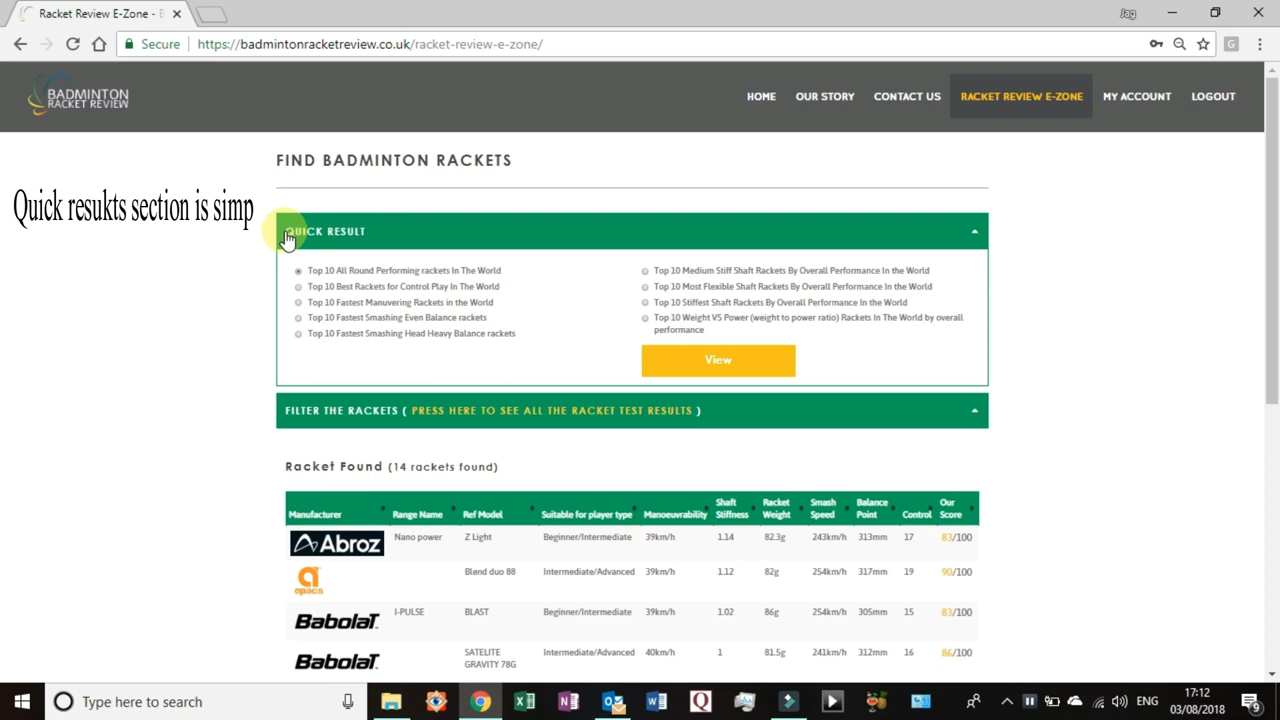 Racket Review E-Zone - B
Jag
Secure
https://badmintonracketreview.co.uk/racket-review-e-zone/
BADMINTON
RACKET REVIEW
HOME OUR STORY CONTACT US RACKET REVIEW E-ZONE MY ACCOUNT LOGOUT
FIND BADMINTON RACKETS
Quick resukts section is simp
QUICK RESULT
Top 10 All Round Performing rackets In The World
Top 10 Best Rackets for Control Play In The World
Top 10 Fastest Manuvering Rackets in the World
Top 10 Fastest Smashing Even Balance rackets
Top 10 Fastest Smashing Head Heavy Balance rackets
Top 10 Medium Stiff Shaft Rackets By Overall Performance In the World
Top 10 Most Flexible Shaft Rackets By Overall Performance In the World
Top 10 Stiffest Shaft Rackets By Overall Performance In the World
Top 10 Weight VS Power (weight to power ratio) Rackets In The World by overall
performance
View
FILTER THE RACKETS ( PRESS HERE TO SEE ALL THE RACKET TEST RESULTS )
Racket Found (14 rackets found)
Manufacturer Range Name Ref Model Suitable for player type Manoeuvrability Shaft Stiffness Racket Weight Smash Speed Balance Point Control Our Score
Abroz Nano power Z Light Beginner/Intermediate 39km/h 1.14 82.3g 243km/h 313mm 17 83/100
apacs Blend duo 88 Intermediate/Advanced 39km/h 1.12 82g 254km/h 317mm 19 90/100
BabolaT I-PULSE BLAST Beginner/Intermediate 39km/h 1.02 86g 254km/h 305mm 15 83/100
BabolaT SATELITE GRAVITY 78G Intermediate/Advanced 40km/h 1 81.5g 241km/h 312mm 16 86/100
Type here to search
ENG
17:12
03/08/2018
9